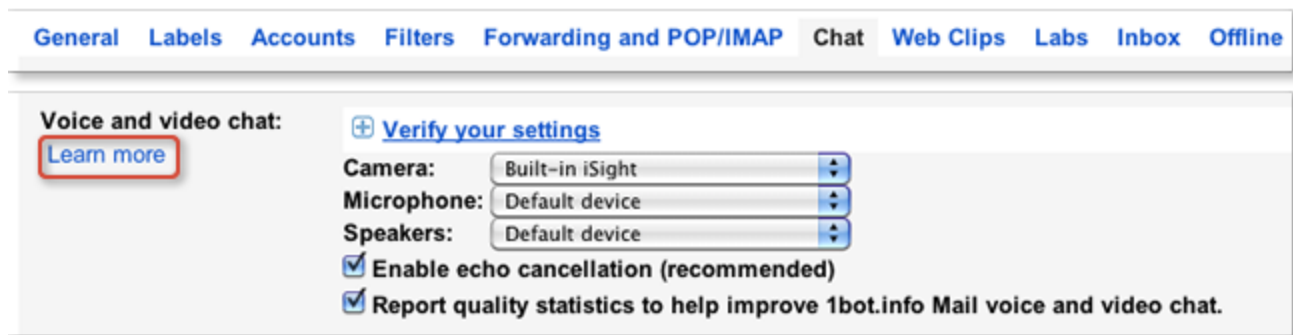 General Labels Accounts Filters Forwarding and POP/IMAP Chat Web Clips Labs Inbox Offline
Voice and video chat:
Learn more
Verify your settings
Camera: Built-in iSight
Microphone: Default device
Speakers: Default device
Enable echo cancellation (recommended)
Report quality statistics to help improve 1bot.info Mail voice and video chat.